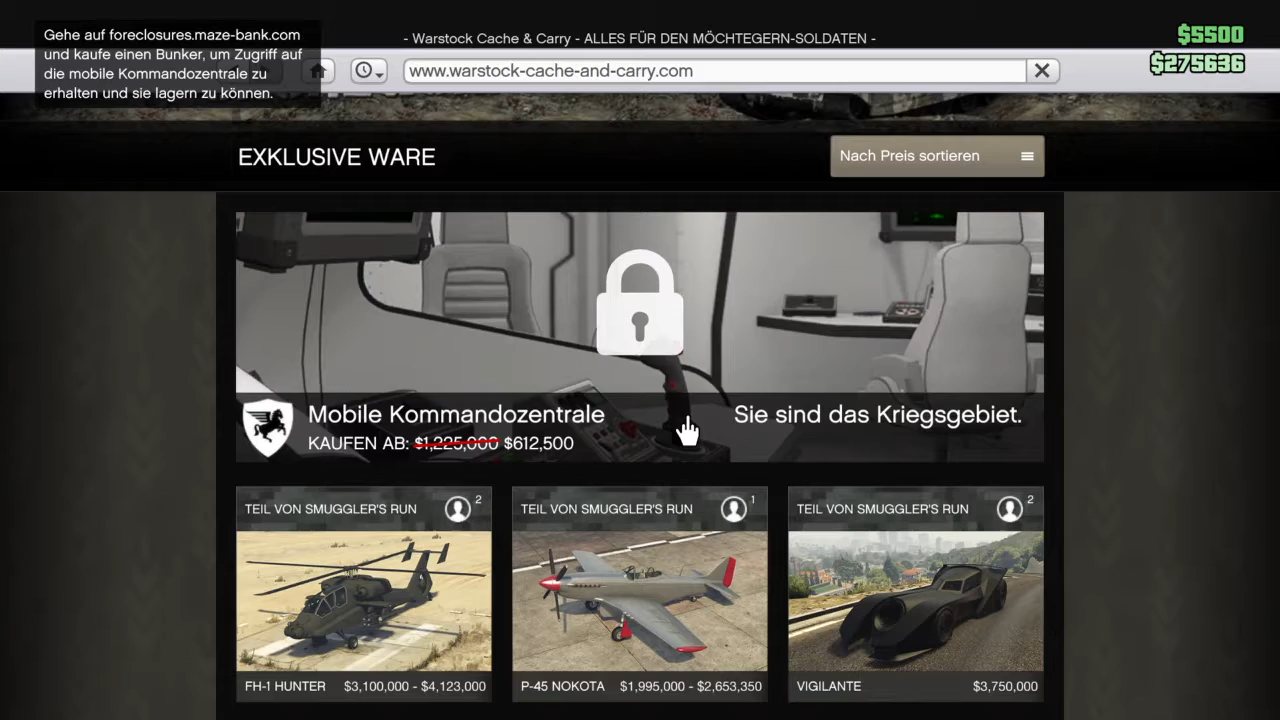 Gehe auf foreclosures.maze-bank.com
und kaufe einen Bunker, um Zugriff auf
die mobile Kommandozentrale zu
erhalten und sie lagern zu können.
- Warstock Cache & Carry - ALLES FÜR DEN MÖCHTEGERN-SOLDATEN -
$5500
$275636
www.warstock-cache-and-carry.com
EXKLUSIVE WARE
Nach Preis sortieren
Mobile Kommandozentrale
Sie sind das Kriegsgebiet.
KAUFEN AB: $1,225,000 $612,500
TEIL VON SMUGGLER'S RUN 2
TEIL VON SMUGGLER'S RUN 1
TEIL VON SMUGGLER'S RUN 2
FH-1 HUNTER $3,100,000 - $4,123,000
P-45 NOKOTA $1,995,000 - $2,653,350
VIGILANTE $3,750,000